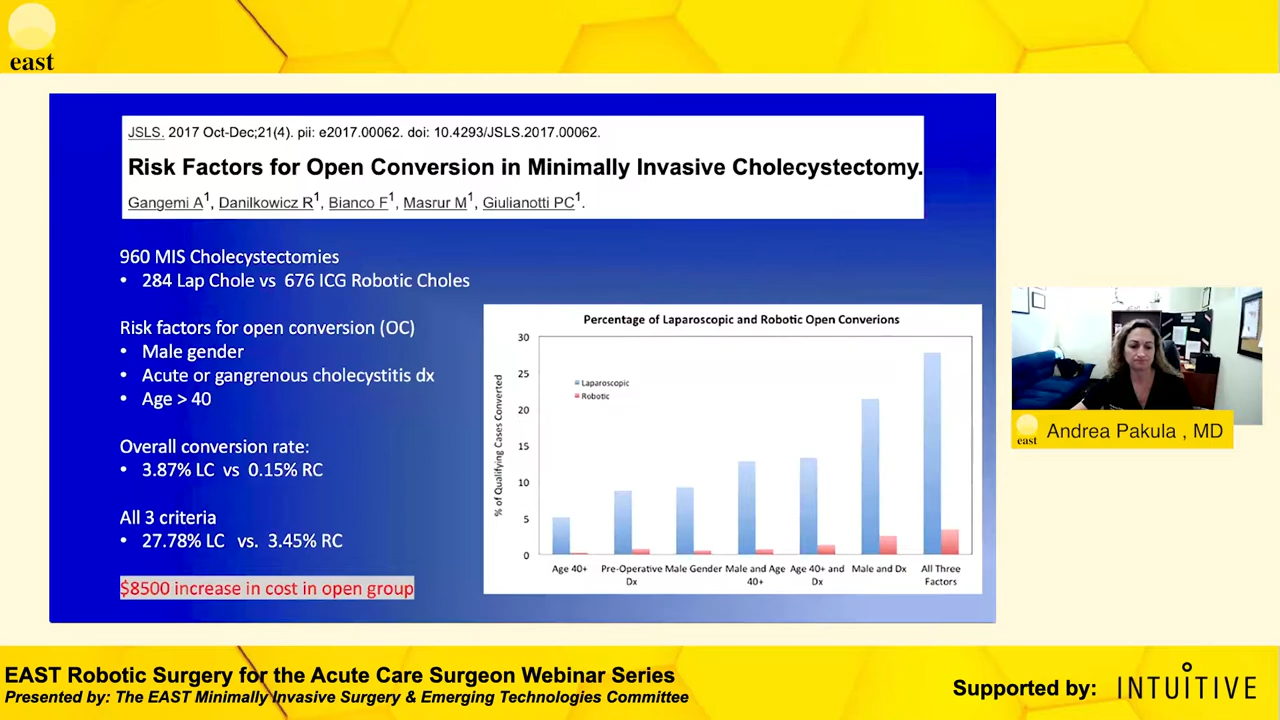 east
JSLS. 2017 Oct-Dec;21(4). pii: e2017.00062. doi: 10.4293/JSLS.2017.00062.
Risk Factors for Open Conversion in Minimally Invasive Cholecystectomy.
Gangemi A1, Danilkowicz R1, Bianco F1, Masrur M1, Giulianotti PC1.
960 MIS Cholecystectomies
• 284 Lap Chole vs 676 ICG Robotic Choles
Risk factors for open conversion (OC)
• Male gender
• Acute or gangrenous cholecystitis dx
• Age > 40
Overall conversion rate:
• 3.87% LC vs 0.15% RC
All 3 criteria
• 27.78% LC vs. 3.45% RC
$8500 increase in cost in open group
Percentage of Laparoscopic and Robotic Open Converions
% of Qualifying Cases Converted
30
25
20
15
10
5
0
Laparoscopic
Robotic
Age 40+
Pre-Operative
Dx
Male Gender
Male and Age
40+
Age 40+ and
Dx
Male and Dx
All Three
Factors
east
Andrea Pakula , MD
EAST Robotic Surgery for the Acute Care Surgeon Webinar Series
Presented by: The EAST Minimally Invasive Surgery & Emerging Technologies Committee
Supported by: INTUITIVE